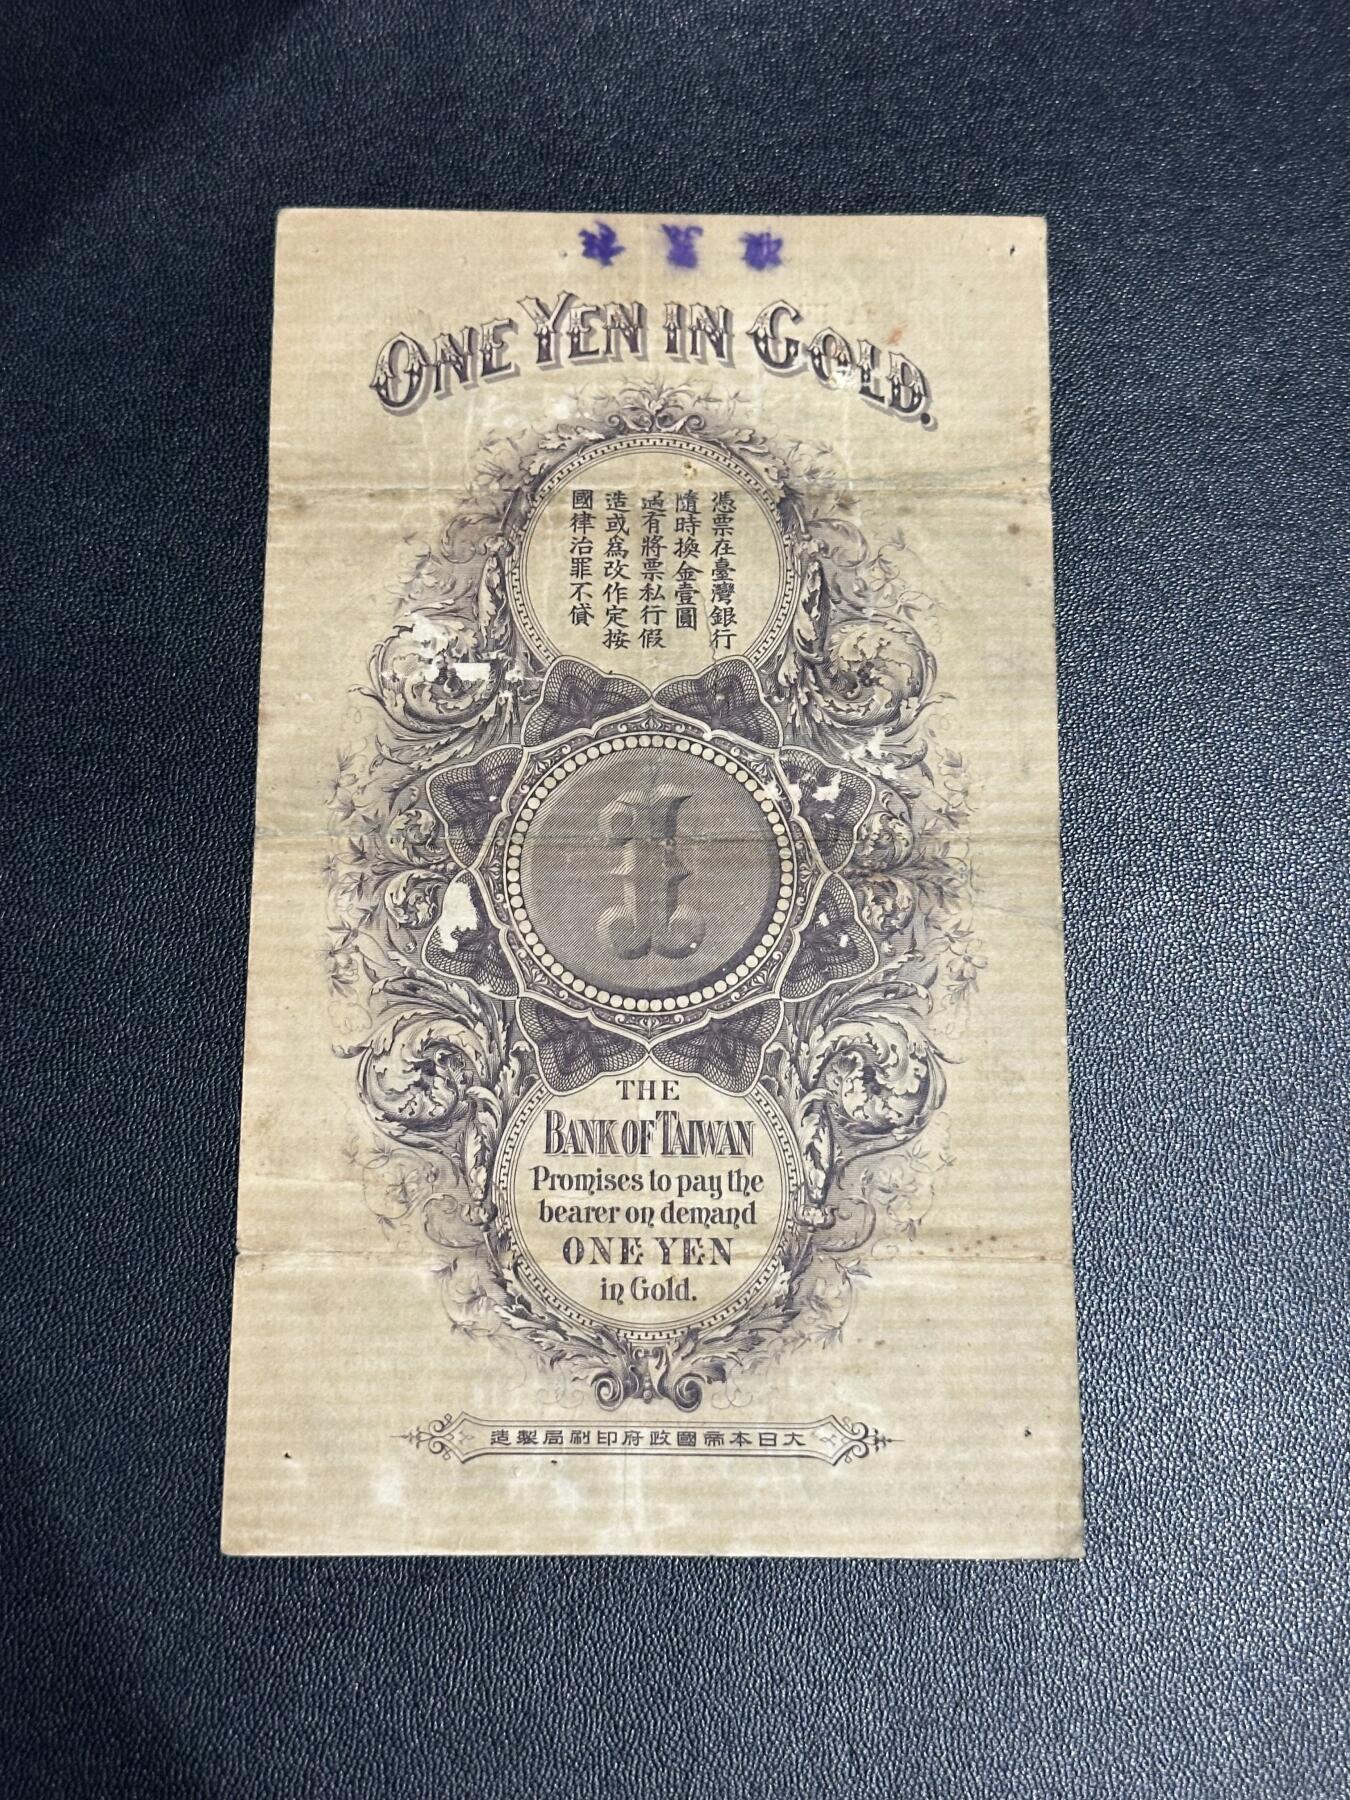 ONE YEN IN GOLD.
憑票在臺灣銀行
隨時換金壹圓
過有將票私行假
造或為改作定按
國律治罪不貸
1
THE
BANK OF TAIWAN
Promises to pay the
bearer on demand
ONE YEN
in Gold.
造製局刷印府政國帝本日大